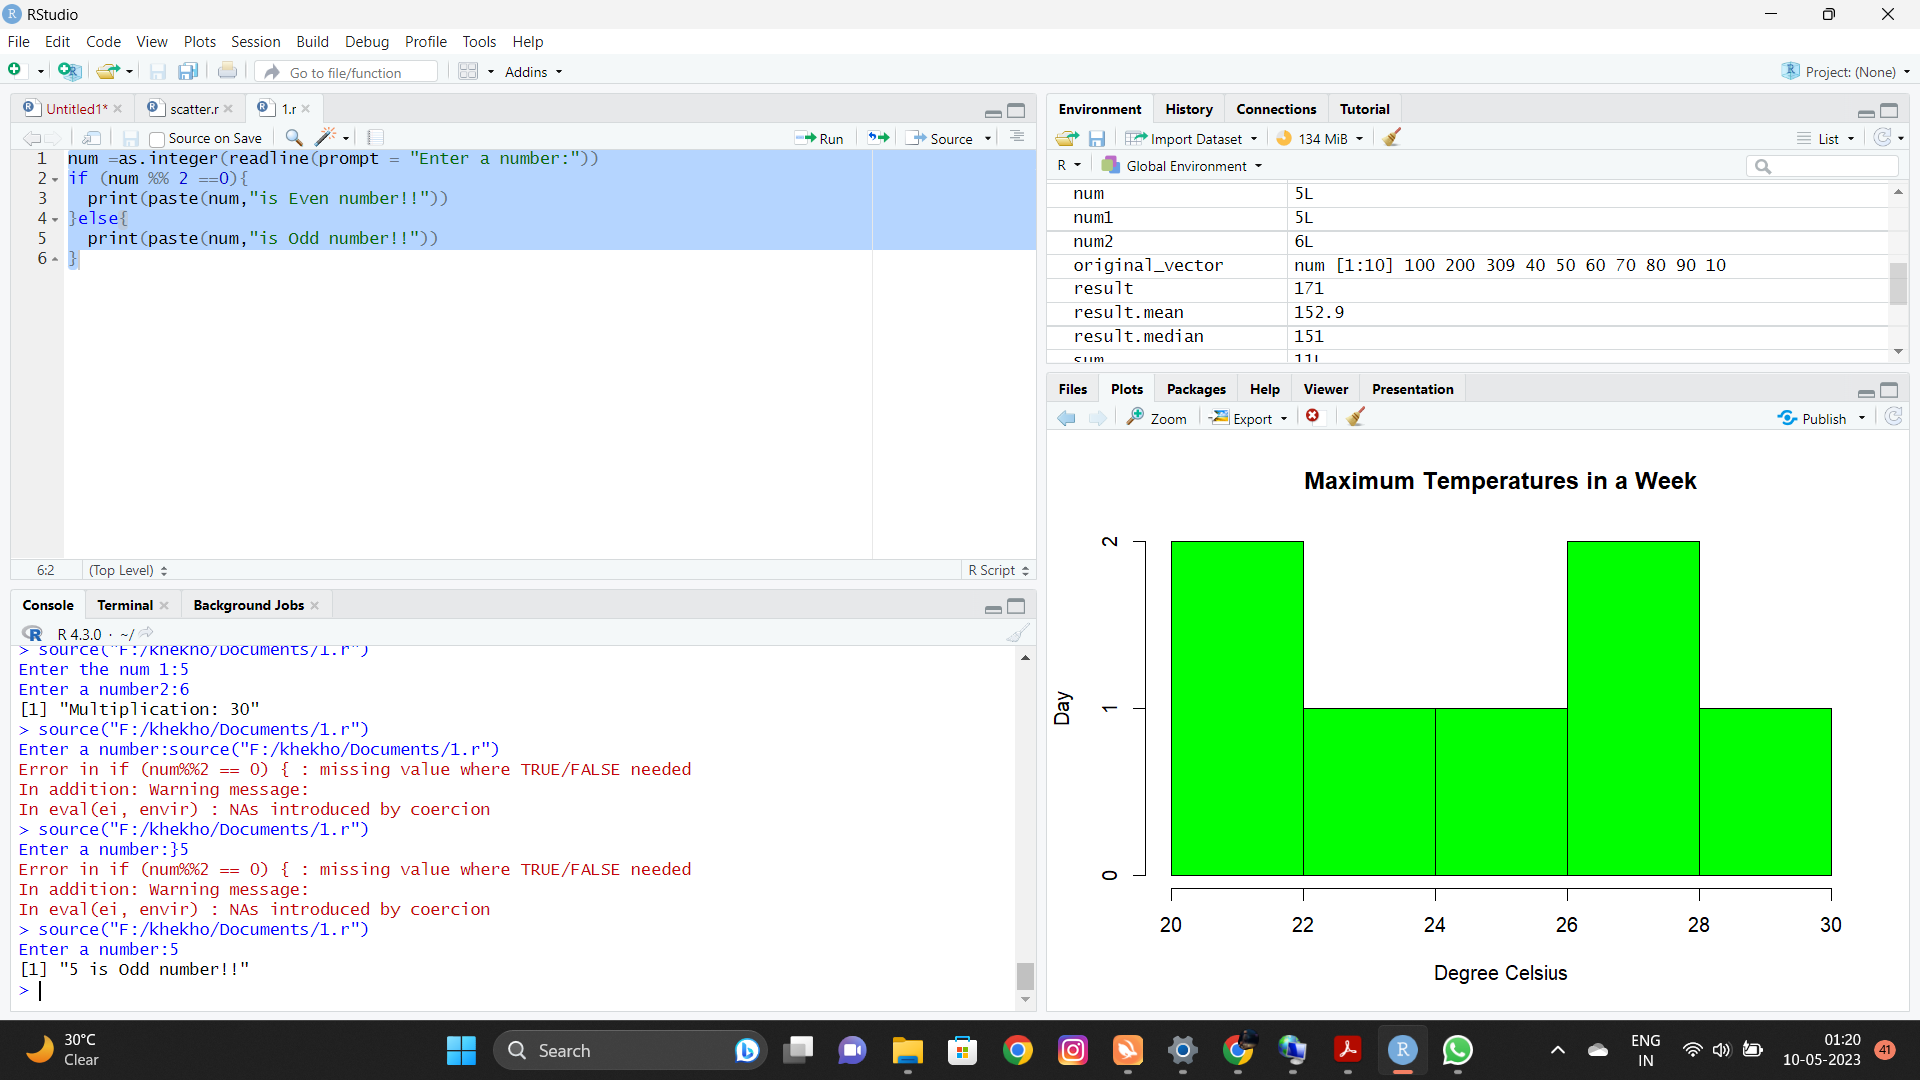 RStudio
File Edit Code View Plots Session Build Debug Profile Tools Help
Go to file/function Addins Project: (None)
Untitled1* scatter.r 1.r
Source on Save Run Source
1 num =as.integer(readline(prompt = "Enter a number:"))
2 if (num %% 2 ==0){
3 print(paste(num,"is Even number!!"))
4 }else{
5 print(paste(num,"is Odd number!!"))
6 }
6:2 (Top Level) R Script
Console Terminal Background Jobs
R 4.3.0 · ~/
> source("F:/khekho/Documents/1.r")
Enter the num 1:5
Enter a number2:6
[1] "Multiplication: 30"
> source("F:/khekho/Documents/1.r")
Enter a number:source("F:/khekho/Documents/1.r")
Error in if (num%%2 == 0) { : missing value where TRUE/FALSE needed
In addition: Warning message:
In eval(ei, envir) : NAs introduced by coercion
> source("F:/khekho/Documents/1.r")
Enter a number:}5
Error in if (num%%2 == 0) { : missing value where TRUE/FALSE needed
In addition: Warning message:
In eval(ei, envir) : NAs introduced by coercion
> source("F:/khekho/Documents/1.r")
Enter a number:5
[1] "5 is Odd number!!"
>
Environment History Connections Tutorial
Import Dataset 134 MiB List
R Global Environment
num 5L
num1 5L
num2 6L
original_vector num [1:10] 100 200 309 40 50 60 70 80 90 10
result 171
result.mean 152.9
result.median 151
sum 11L
Files Plots Packages Help Viewer Presentation
Zoom Export Publish
Maximum Temperatures in a Week
2
1
0
Day
20 22 24 26 28 30
Degree Celsius
30°C
Clear
Search
ENG
IN
01:20
10-05-2023
41